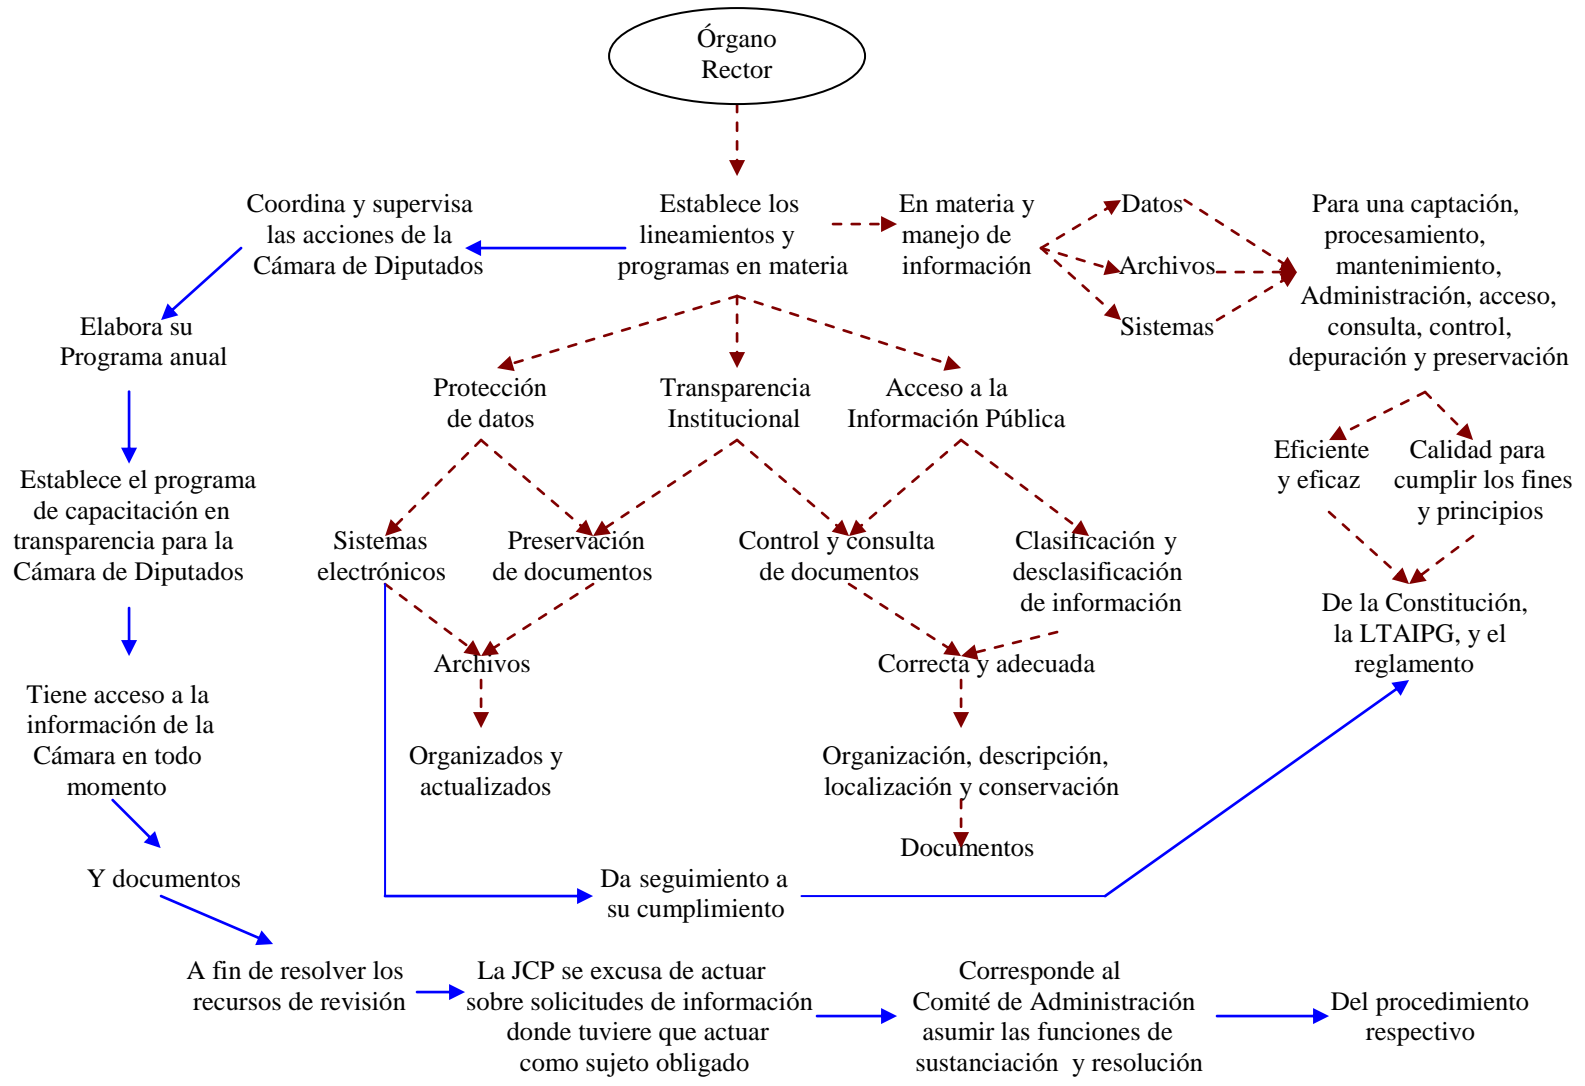 Órgano
Rector
Coordina y supervisa
las acciones de la
Cámara de Diputados
Establece los
lineamientos y
programas en materia
En materia y
manejo de
información
Datos
Archivos
Sistemas
Para una captación,
procesamiento,
mantenimiento,
Administración, acceso,
consulta, control,
depuración y preservación
Elabora su
Programa anual
Protección
de datos
Transparencia
Institucional
Acceso a la
Información Pública
Eficiente
y eficaz
Calidad para
cumplir los fines
y principios
Establece el programa
de capacitación en
transparencia para la
Cámara de Diputados
Sistemas
electrónicos
Preservación
de documentos
Control y consulta
de documentos
Clasificación y
desclasificación
de información
De la Constitución,
la LTAIPG, y el
reglamento
Archivos
Correcta y adecuada
Tiene acceso a la
información de la
Cámara en todo
momento
Organizados y
actualizados
Organización, descripción,
localización y conservación
Documentos
Y documentos
Da seguimiento a
su cumplimiento
A fin de resolver los
recursos de revisión
La JCP se excusa de actuar
sobre solicitudes de información
donde tuviere que actuar
como sujeto obligado
Corresponde al
Comité de Administración
asumir las funciones de
sustanciación y resolución
Del procedimiento
respectivo